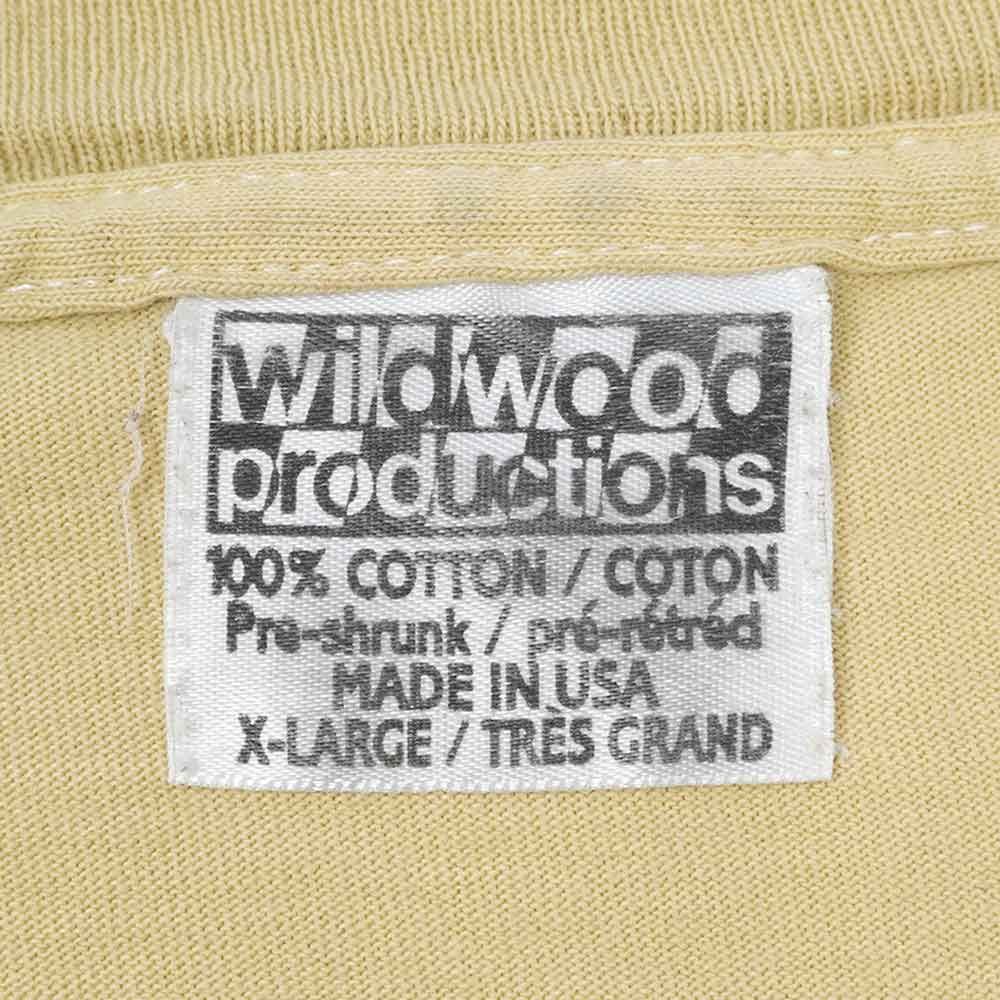 wildwood
productions
100% COTTON / COTON
Pre-shrunk / pré-rétréd
MADE IN USA
X-LARGE / TRÈS GRAND